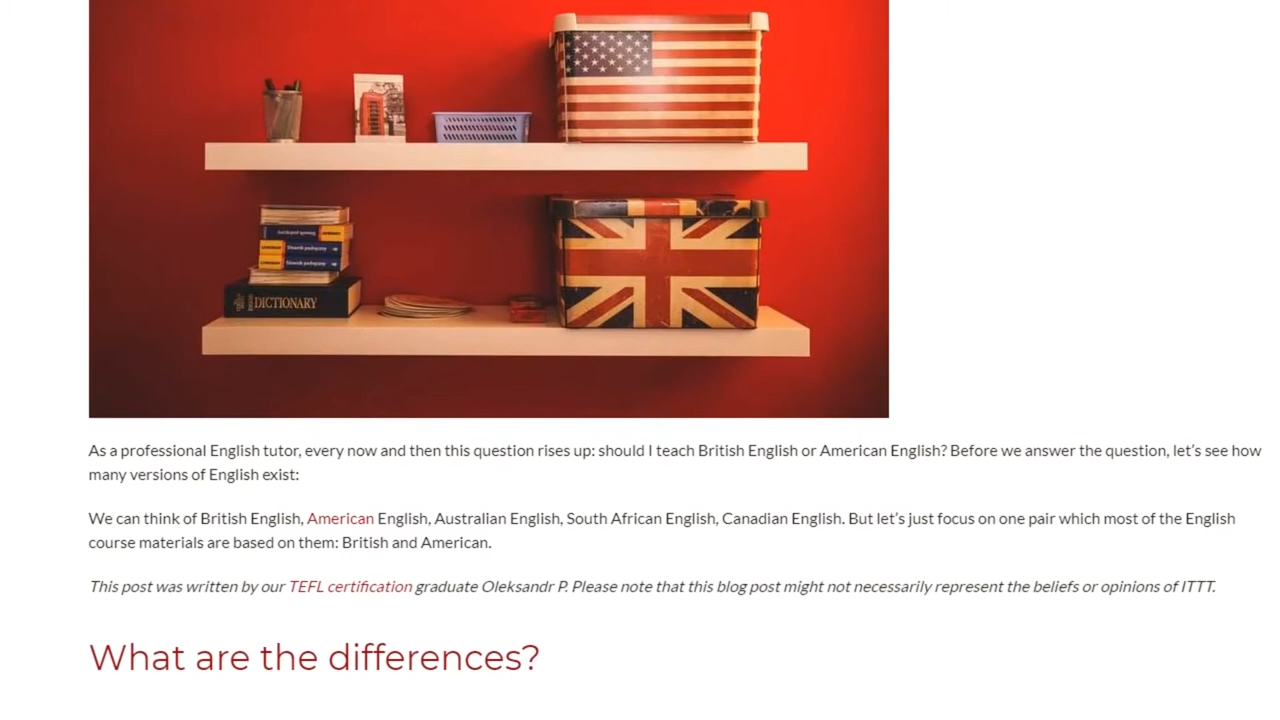 DICTIONARY
As a professional English tutor, every now and then this question rises up: should I teach British English or American English? Before we answer the question, let’s see how
many versions of English exist:
We can think of British English, American English, Australian English, South African English, Canadian English. But let’s just focus on one pair which most of the English
course materials are based on them: British and American.
This post was written by our TEFL certification graduate Oleksandr P. Please note that this blog post might not necessarily represent the beliefs or opinions of ITTT.
What are the differences?